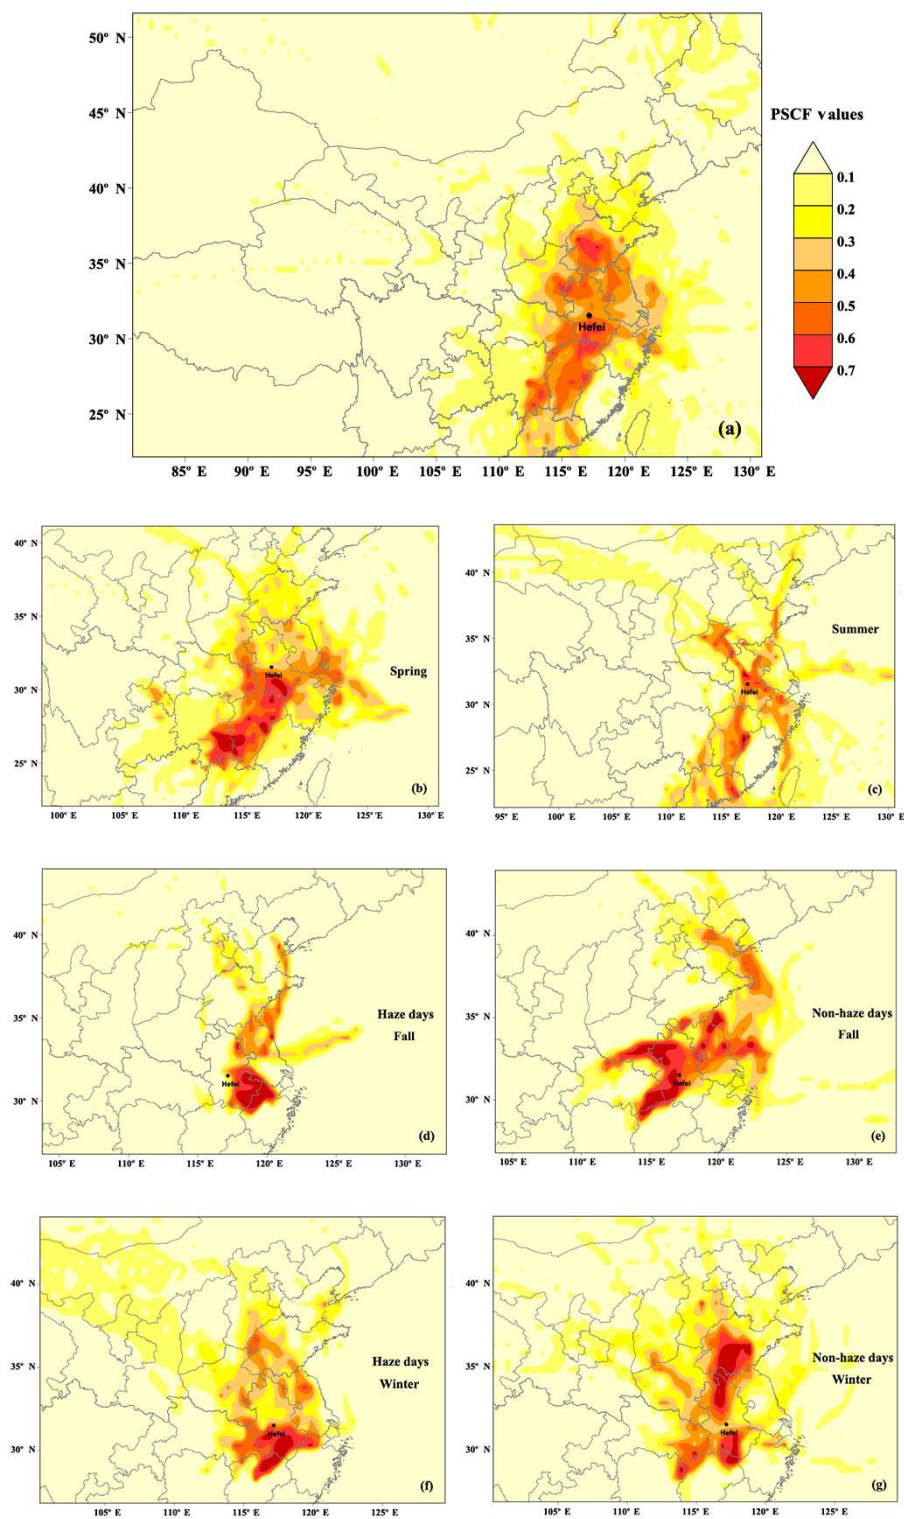 50° N
45° N
40° N
35° N
30° N
25° N
Hefei
(a)
85° E 90° E 95° E 100° E 105° E 110° E 115° E 120° E 125° E 130° E
PSCF values
0.1
0.2
0.3
0.4
0.5
0.6
0.7
40° N
35° N
30° N
25° N
Hefei
Spring
(b)
100° E 105° E 110° E 115° E 120° E 125° E 130° E
40° N
35° N
30° N
25° N
Hefei
Summer
(c)
95° E 100° E 105° E 110° E 115° E 120° E 125° E 130° E
40° N
35° N
30° N
Hefei
Haze days
Fall
(d)
105° E 110° E 115° E 120° E 125° E 130° E
40° N
35° N
30° N
Hefei
Non-haze days
Fall
(e)
105° E 110° E 115° E 120° E 125° E 130° E
40° N
35° N
30° N
Hefei
Haze days
Winter
(f)
105° E 110° E 115° E 120° E 125° E
40° N
35° N
30° N
Hefei
Non-haze days
Winter
(g)
105° E 110° E 115° E 120° E 125° E